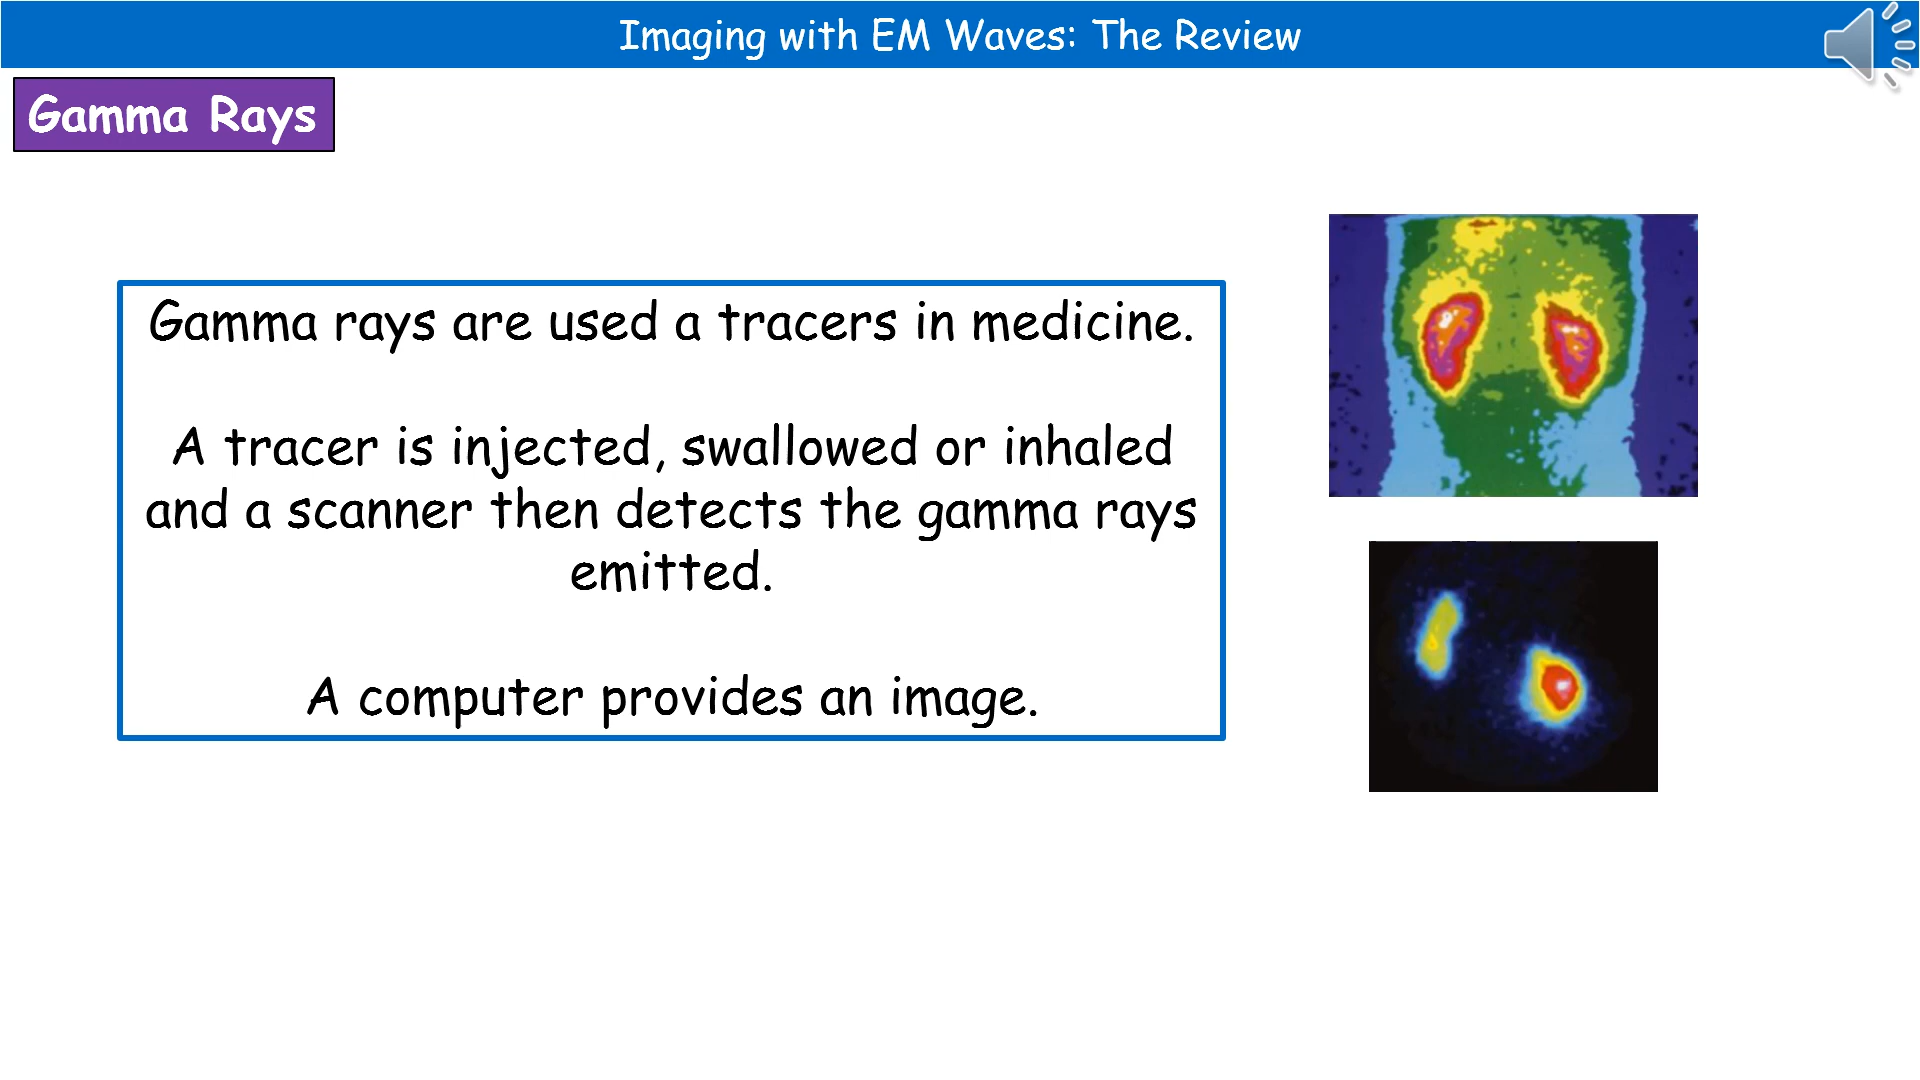 Imaging with EM Waves: The Review
Gamma Rays
Gamma rays are used a tracers in medicine.
A tracer is injected, swallowed or inhaled
and a scanner then detects the gamma rays
emitted.
A computer provides an image.